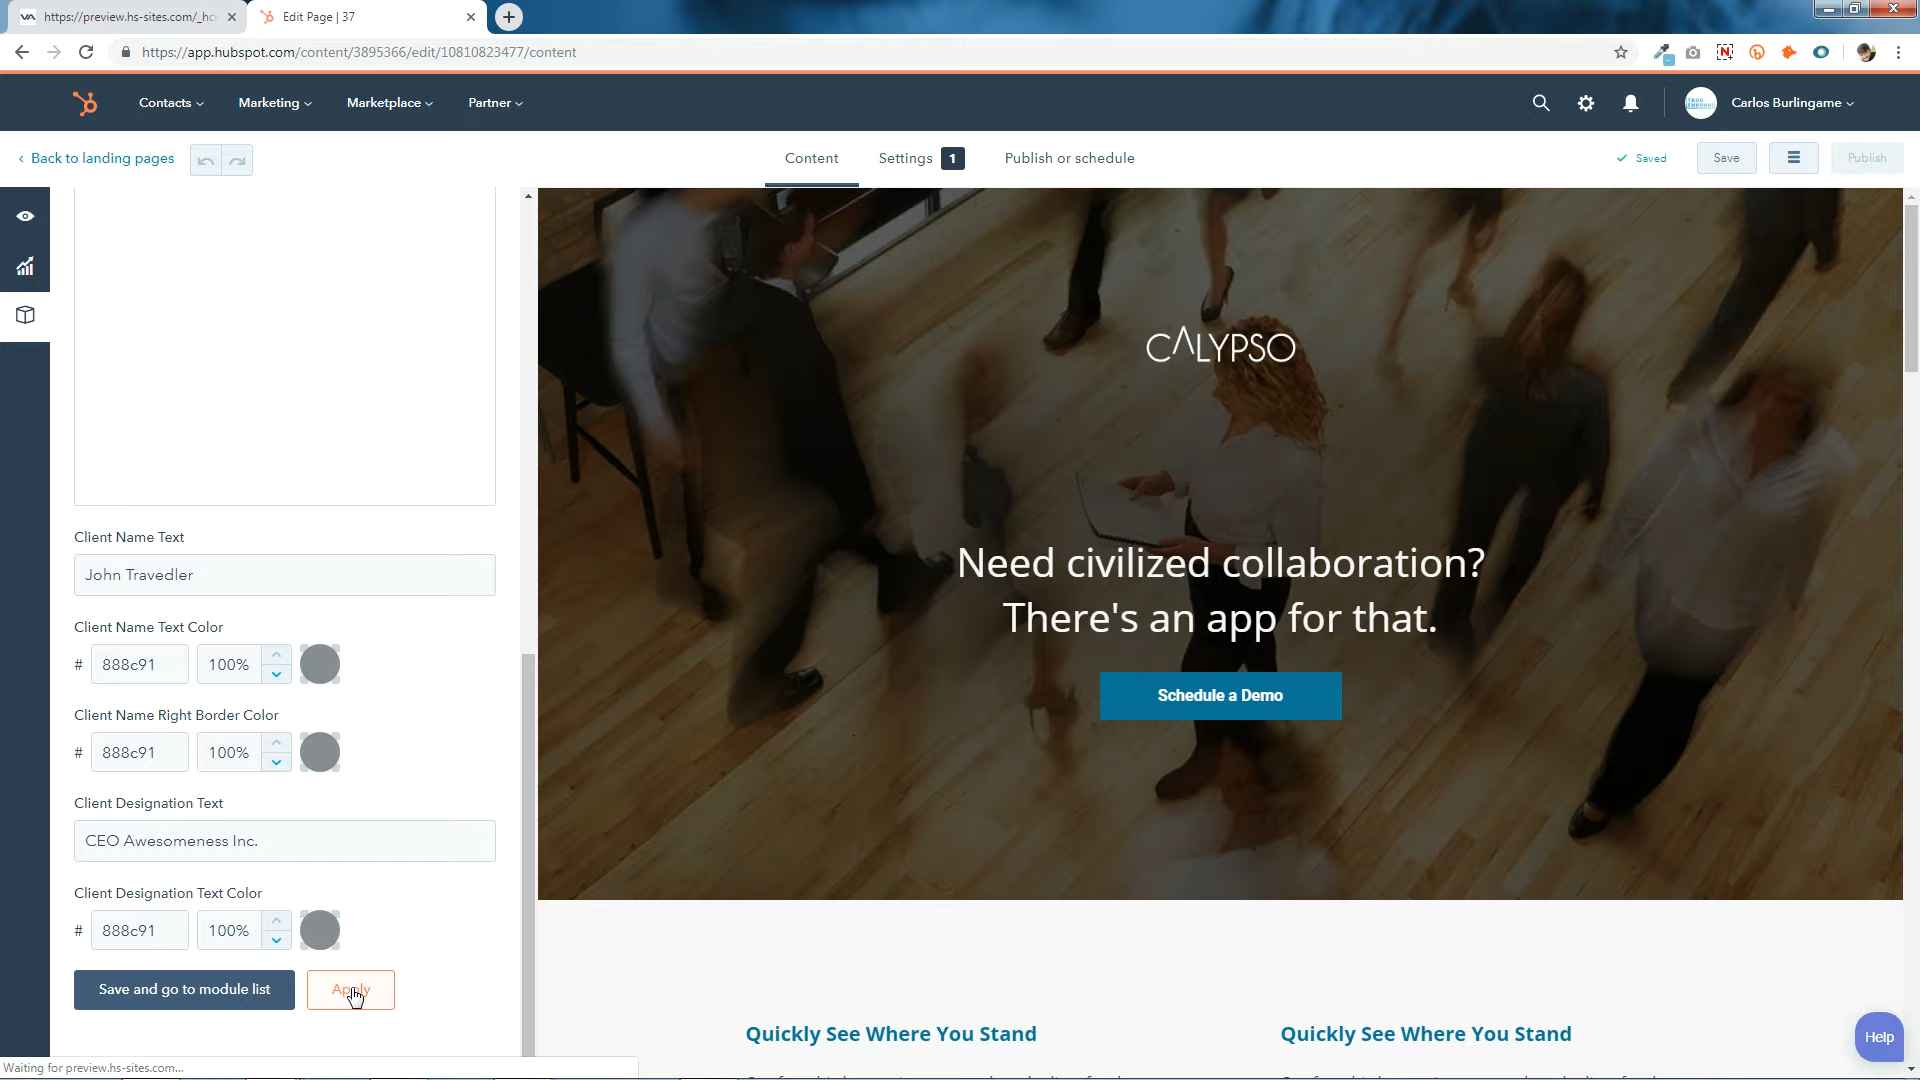 https://preview.hs-sites.com/_hc
Edit Page | 37
https://app.hubspot.com/content/3895366/edit/10810823477/content
Contacts
Marketing
Marketplace
Partner
Carlos Burlingame
Back to landing pages
Content
Settings 1
Publish or schedule
Saved
Save
Publish
Client Name Text
John Travedler
Client Name Text Color
# 888c91 100%
Client Name Right Border Color
# 888c91 100%
Client Designation Text
CEO Awesomeness Inc.
Client Designation Text Color
# 888c91 100%
Save and go to module list
Apply
CALYPSO
Need civilized collaboration?
There's an app for that.
Schedule a Demo
Quickly See Where You Stand
Quickly See Where You Stand
Help
Waiting for preview.hs-sites.com...